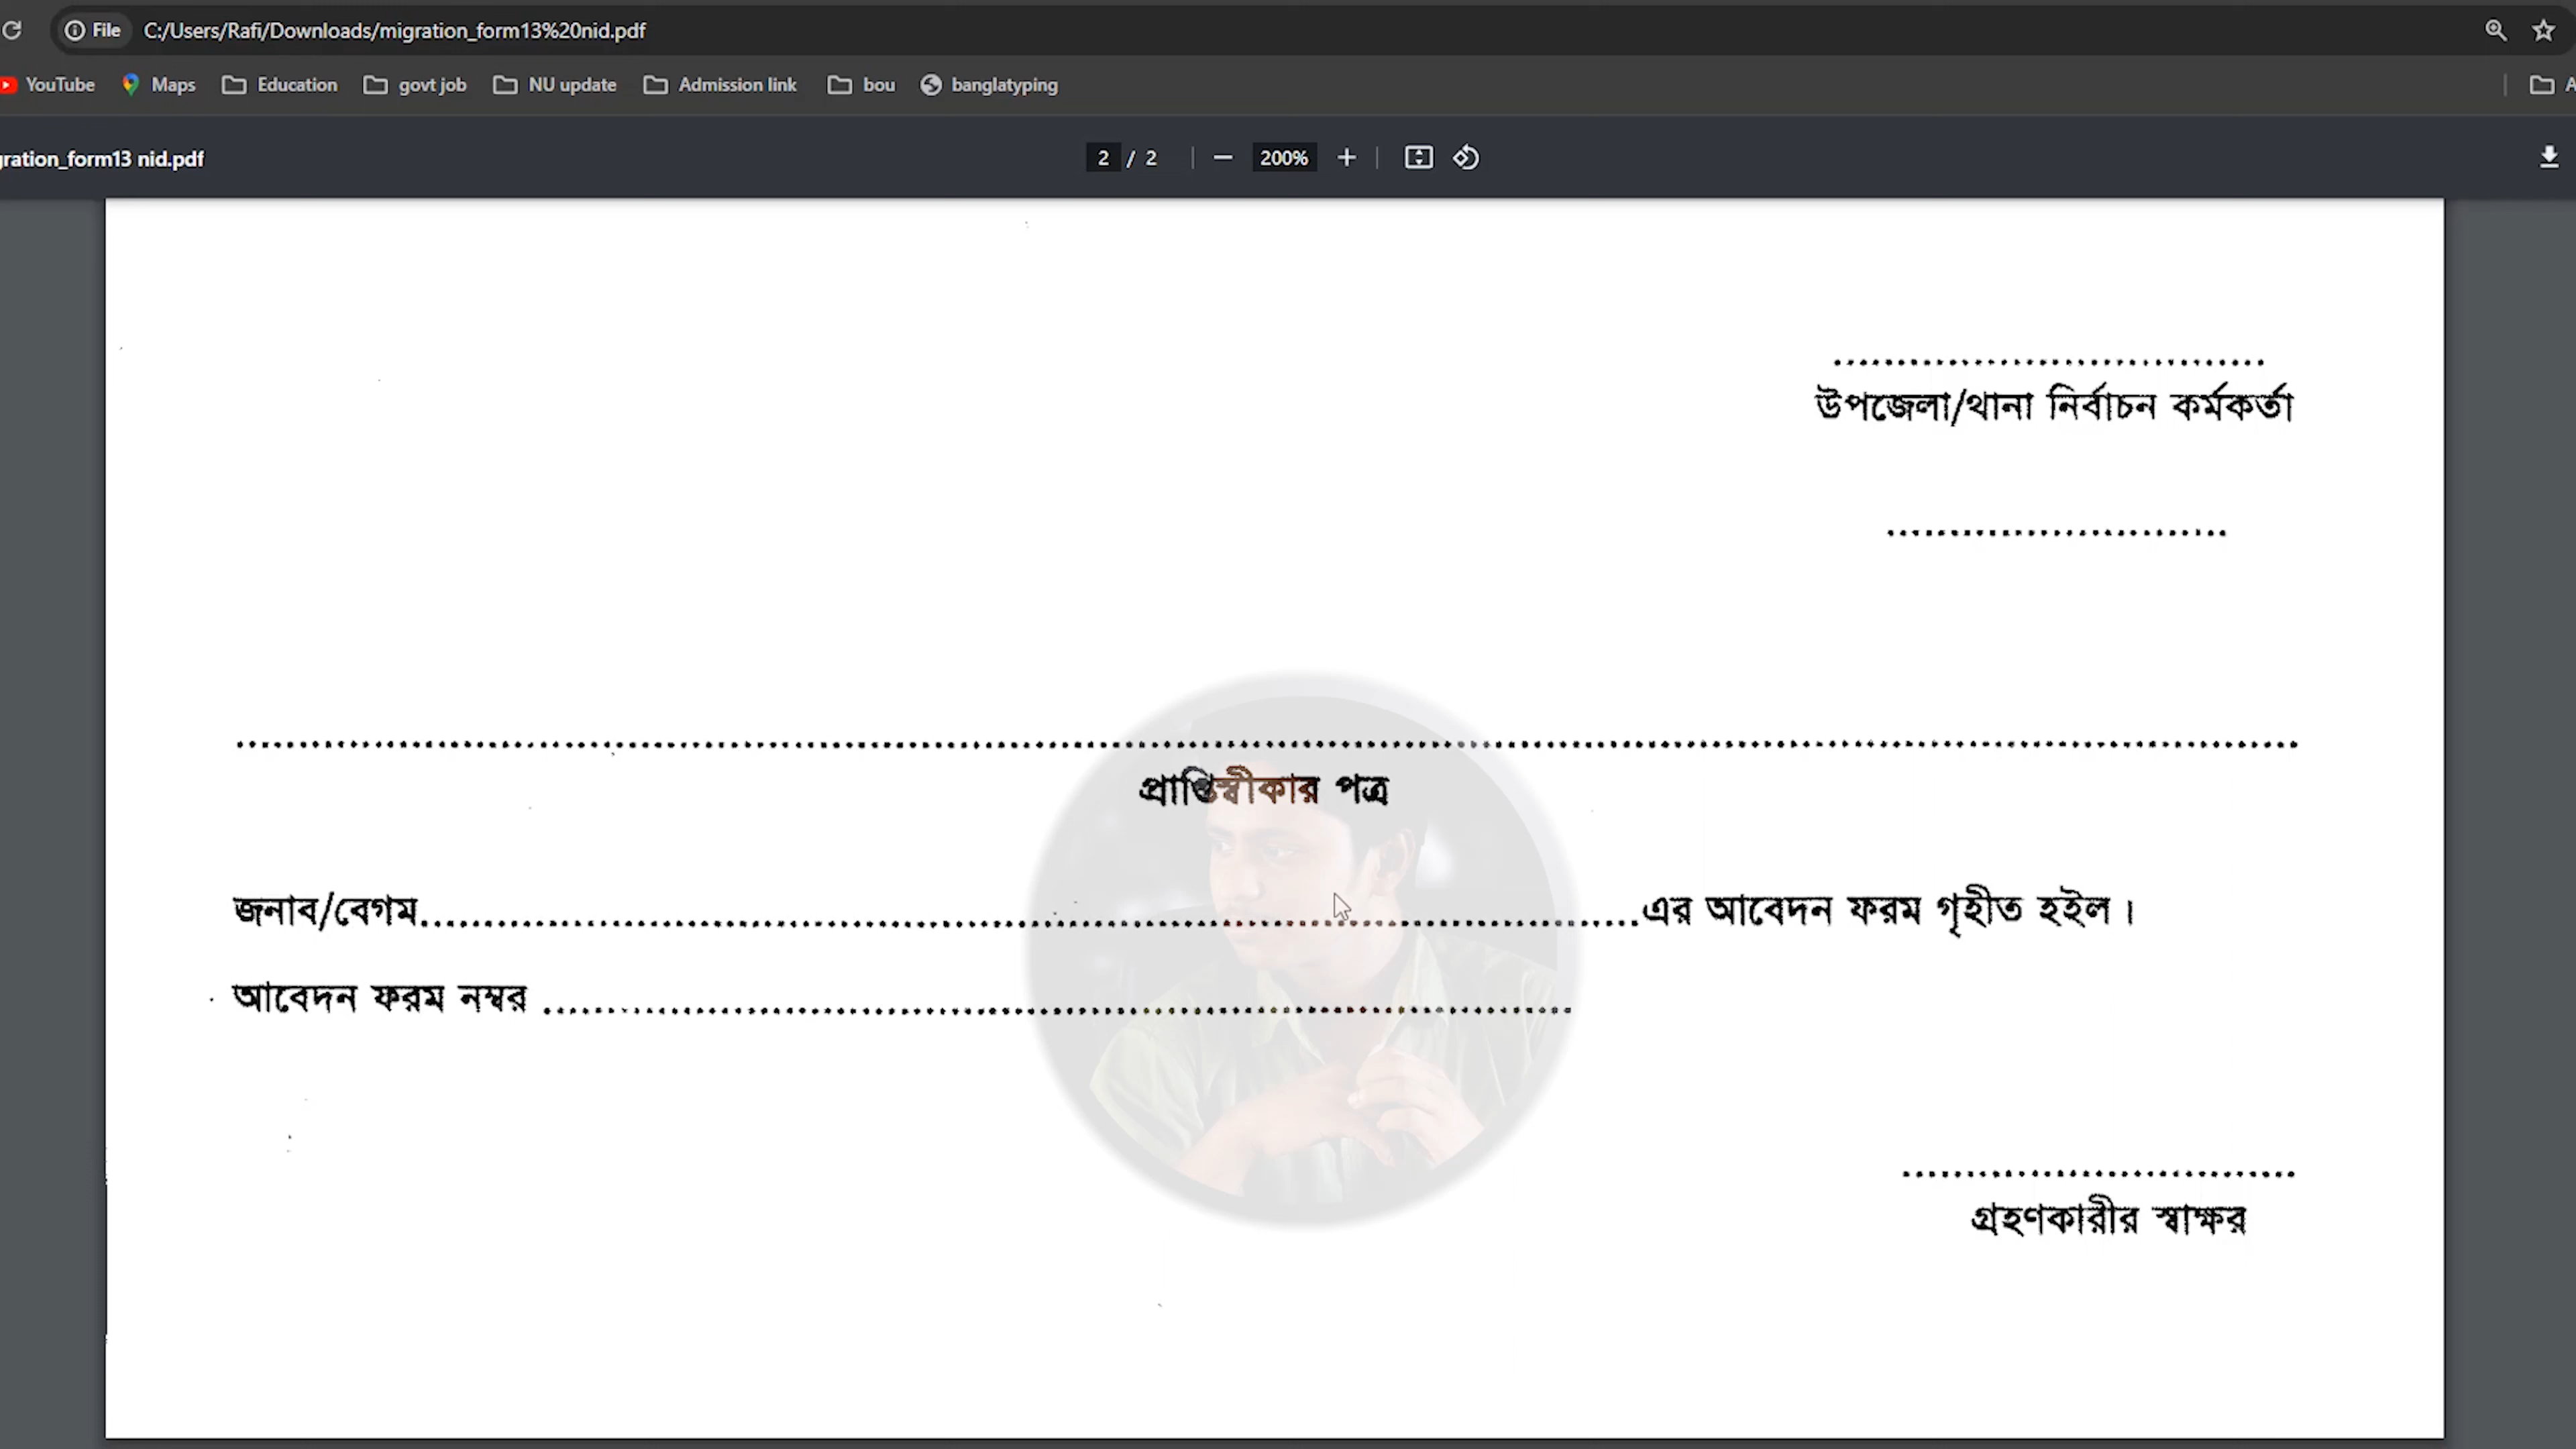 File C:/Users/Rafi/Downloads/migration_form13%20nid.pdf
YouTube Maps Education govt job NU update Admission link bou banglatyping A
gration_form13 nid.pdf 2 / 2 200%
..............................
উপজেলা/থানা নির্বাচন কর্মকর্তা
..............................
প্রাপ্তিস্বীকার পত্র
জনাব/বেগম..............................এর আবেদন ফরম গৃহীত হইল।
আবেদন ফরম নম্বর ..............................
..............................
গ্রহণকারীর স্বাক্ষর